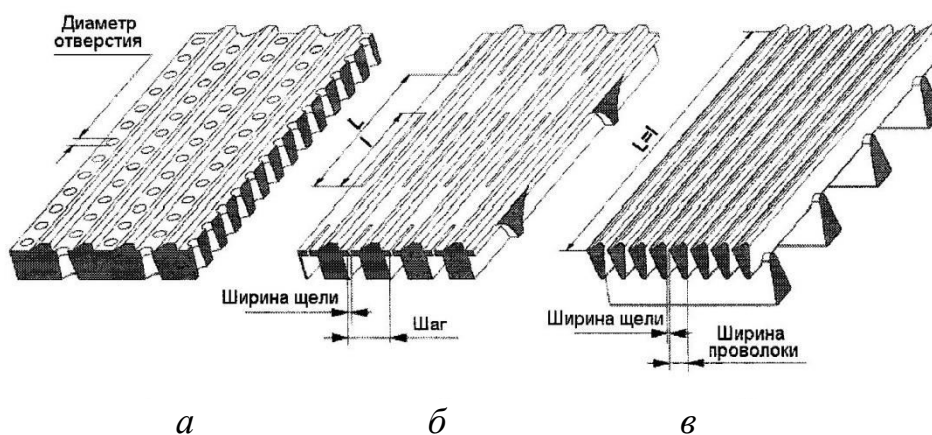 Диаметр
отверстия
L
l
L=l
Ширина щели
Шаг
Ширина щели
Ширина
проволоки
а
б
в